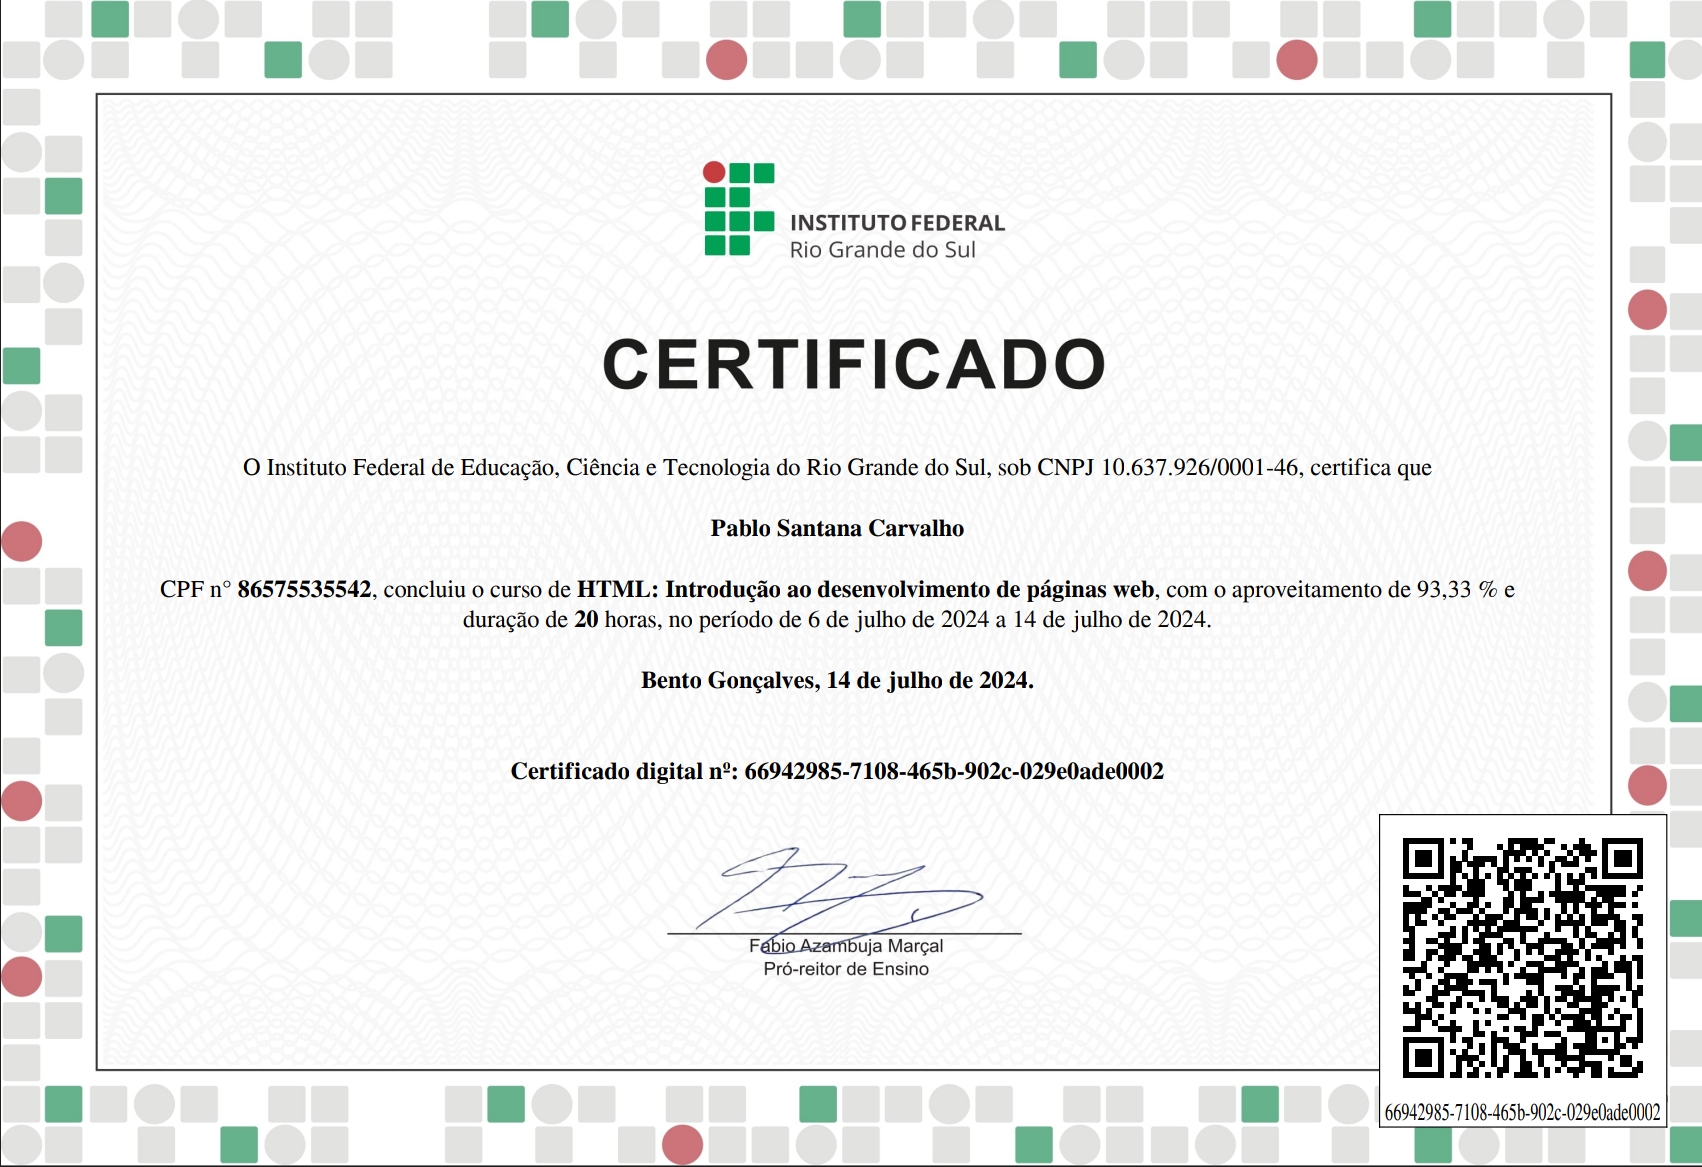 INSTITUTO FEDERAL
Rio Grande do Sul
CERTIFICADO
O Instituto Federal de Educação, Ciência e Tecnologia do Rio Grande do Sul, sob CNPJ 10.637.926/0001-46, certifica que
Pablo Santana Carvalho
CPF n° 86575535542, concluiu o curso de HTML: Introdução ao desenvolvimento de páginas web, com o aproveitamento de 93,33 % e
duração de 20 horas, no período de 6 de julho de 2024 a 14 de julho de 2024.
Bento Gonçalves, 14 de julho de 2024.
Certificado digital nº: 66942985-7108-465b-902c-029e0ade0002
Fábio Azambuja Marçal
Pró-reitor de Ensino
66942985-7108-465b-902c-029e0ade0002